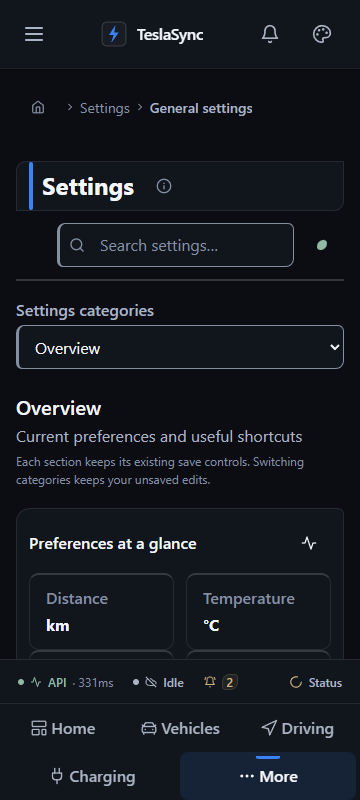 TeslaSync
Settings
General settings
Settings
Search settings...
Settings categories
Overview
Overview
Current preferences and useful shortcuts
Each section keeps its existing save controls. Switching
categories keeps your unsaved edits.
Preferences at a glance
Distance
km
Temperature
°C
API · 331ms
Idle
2
Status
Home
Vehicles
Driving
Charging
More